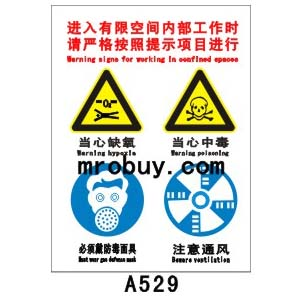 进入有限空间内部工作时
请严格按照提示项目进行
Warning signs for working in confined spaces
O₂
当心缺氧
Warning hypoxia
当心中毒
Warning poisoning
mrobuy.com
必须戴防毒面具
Must wear gas defense mask
注意通风
Beware ventilation
A529